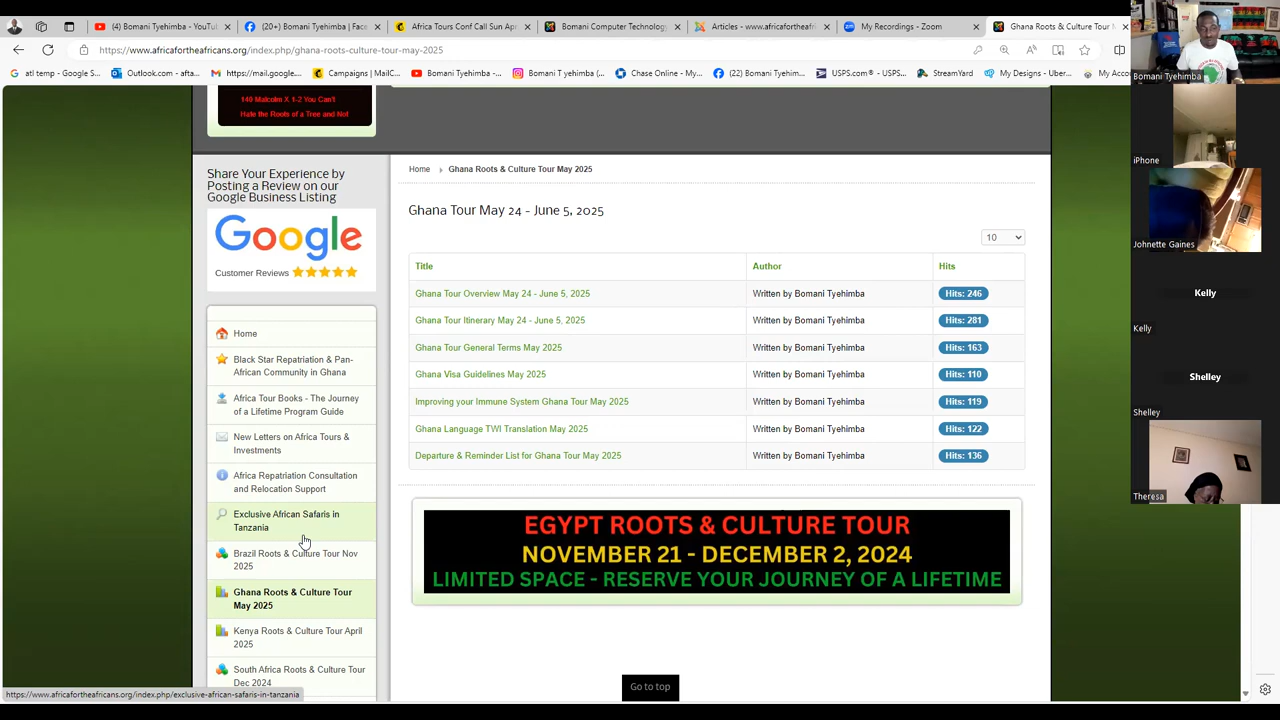 (4) Bomani Tyehimba - YouTu
(20+) Bomani Tyehimba | Face
Africa Tours Conf Call Sun Apr
Bomani Computer Technology
Articles - www.africafortheafri
My Recordings - Zoom
Ghana Roots & Culture Tour M
https://www.africafortheafricans.org/index.php/ghana-roots-culture-tour-may-2025
atl temp - Google S...
Outlook.com - afta...
https://mail.google....
Campaigns | MailC...
Bomani Tyehimba -...
Bomani T yehimba (...
Chase Online - My...
(22) Bomani Tyehim...
USPS.com® - USPS...
StreamYard
My Designs - Uber...
My Accou
Bomani Tyehimba
iPhone
Johnette Gaines
Kelly
Kelly
Shelley
Shelley
Theresa
140 Malcolm X 1-2 You Can't
Hate the Roots of a Tree and Not
Share Your Experience by
Posting a Review on our
Google Business Listing
Google
Customer Reviews
Home
Black Star Repatriation & Pan-
African Community in Ghana
Africa Tour Books - The Journey
of a Lifetime Program Guide
New Letters on Africa Tours &
Investments
Africa Repatriation Consultation
and Relocation Support
Exclusive African Safaris in
Tanzania
Brazil Roots & Culture Tour Nov
2025
Ghana Roots & Culture Tour
May 2025
Kenya Roots & Culture Tour April
2025
South Africa Roots & Culture Tour
Dec 2024
Home Ghana Roots & Culture Tour May 2025
Ghana Tour May 24 - June 5, 2025
10
Title Author Hits
Ghana Tour Overview May 24 - June 5, 2025 Written by Bomani Tyehimba Hits: 246
Ghana Tour Itinerary May 24 - June 5, 2025 Written by Bomani Tyehimba Hits: 281
Ghana Tour General Terms May 2025 Written by Bomani Tyehimba Hits: 163
Ghana Visa Guidelines May 2025 Written by Bomani Tyehimba Hits: 110
Improving your Immune System Ghana Tour May 2025 Written by Bomani Tyehimba Hits: 119
Ghana Language TWI Translation May 2025 Written by Bomani Tyehimba Hits: 122
Departure & Reminder List for Ghana Tour May 2025 Written by Bomani Tyehimba Hits: 136
EGYPT ROOTS & CULTURE TOUR
NOVEMBER 21 - DECEMBER 2, 2024
LIMITED SPACE - RESERVE YOUR JOURNEY OF A LIFETIME
Go to top
https://www.africafortheafricans.org/index.php/exclusive-african-safaris-in-tanzania